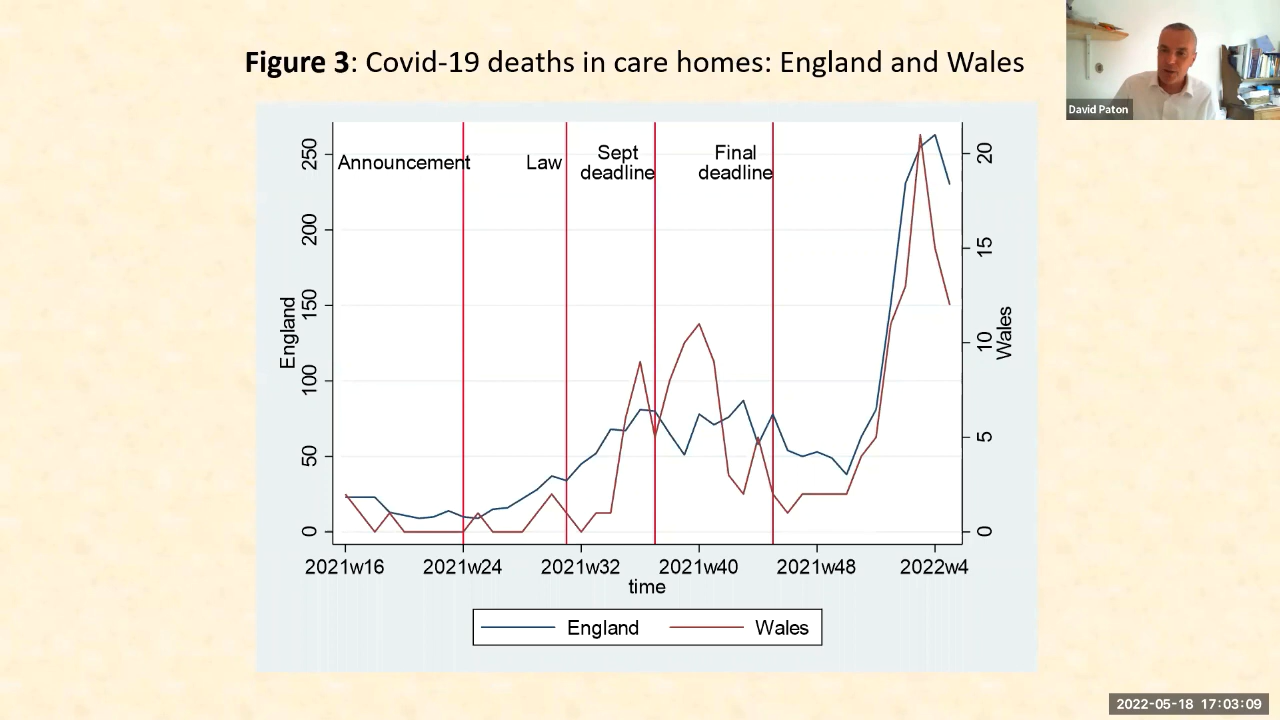 Figure 3: Covid-19 deaths in care homes: England and Wales
David Paton
Announcement
Law
Sept
deadline
Final
deadline
250
200
150
100
50
0
England
20
15
10
5
0
Wales
2021w16
2021w24
2021w32
2021w40
2021w48
2022w4
time
England
Wales
2022-05-18 17:03:09